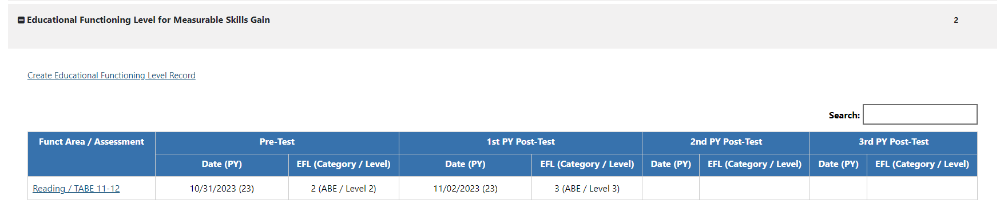 Educational Functioning Level for Measurable Skills Gain 2
Create Educational Functioning Level Record
Search:
Funct Area / Assessment Pre-Test 1st PY Post-Test 2nd PY Post-Test 3rd PY Post-Test
Date (PY) EFL (Category / Level) Date (PY) EFL (Category / Level) Date (PY) EFL (Category / Level) Date (PY) EFL (Category / Level)
Reading / TABE 11-12 10/31/2023 (23) 2 (ABE / Level 2) 11/02/2023 (23) 3 (ABE / Level 3)